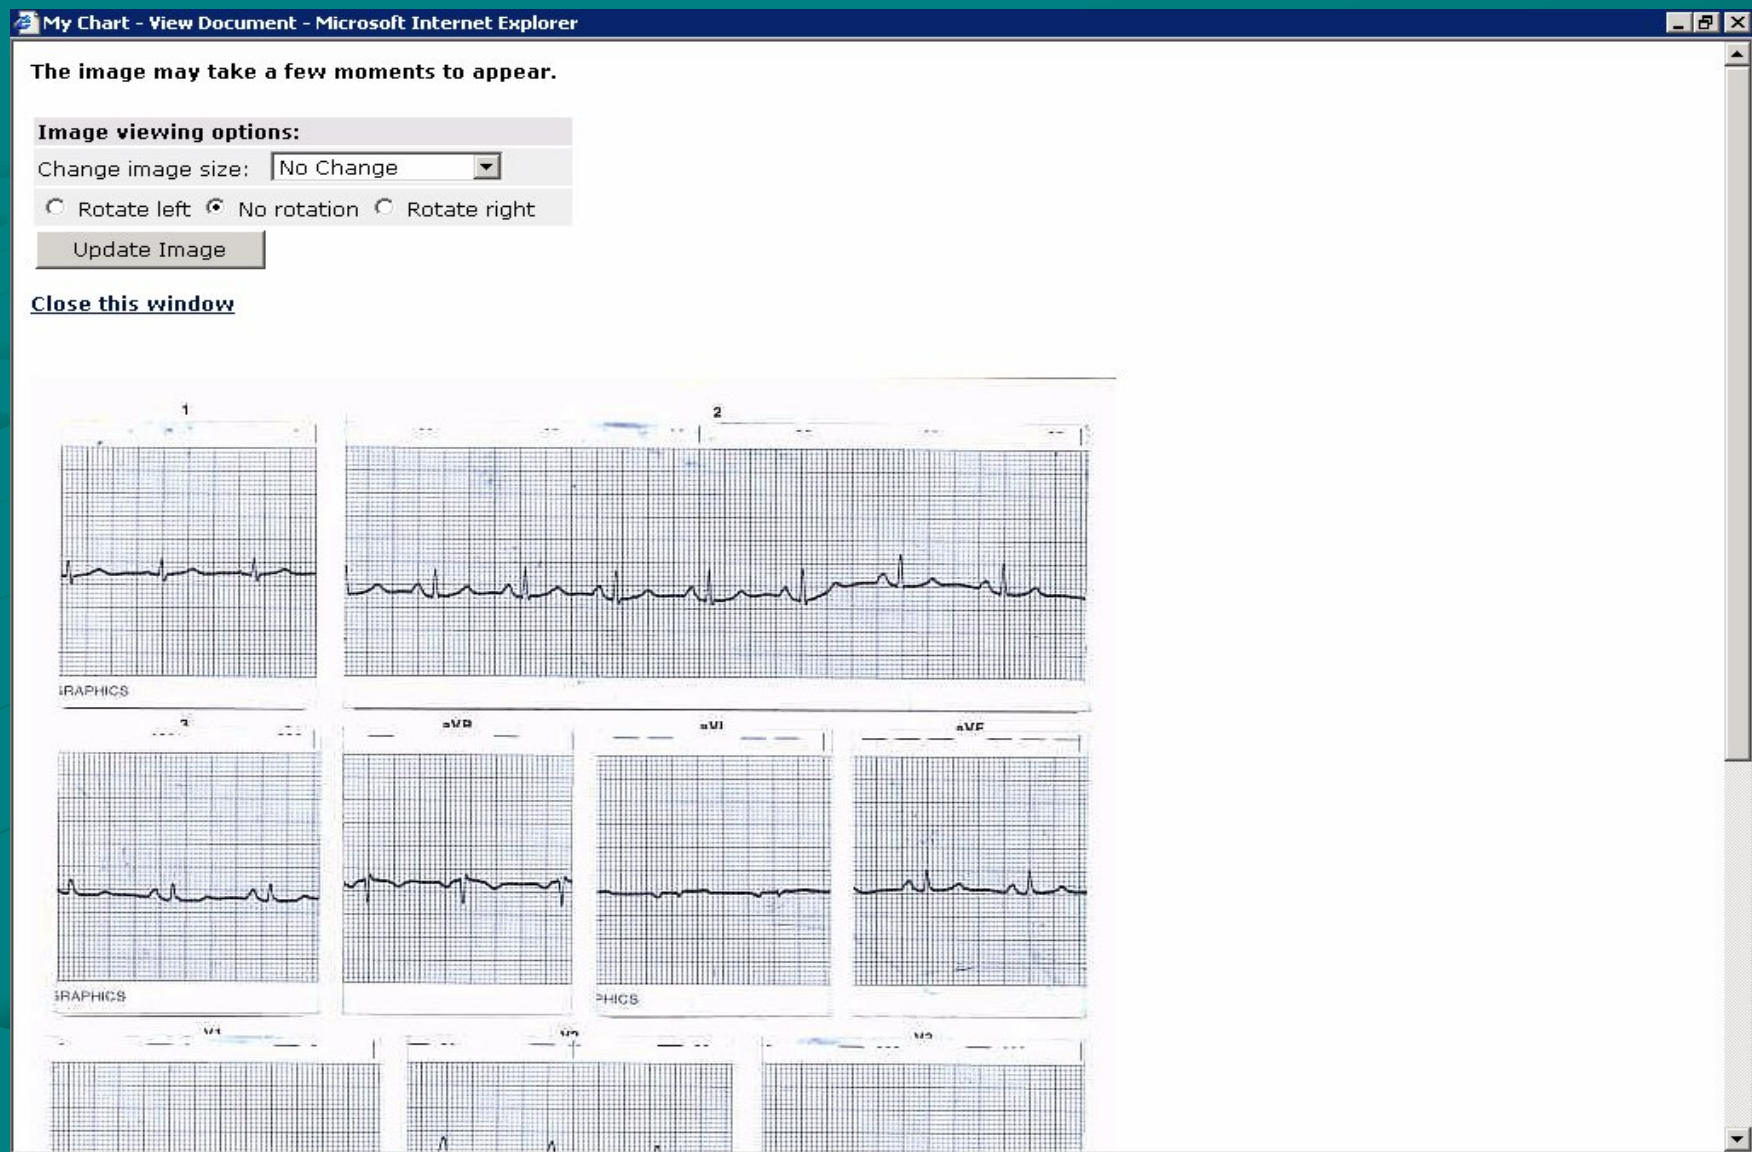 My Chart - View Document - Microsoft Internet Explorer
The image may take a few moments to appear.
Image viewing options:
Change image size: No Change
Rotate left No rotation Rotate right
Update Image
Close this window
1 2
GRAPHICS
3 aVR aVL aVF
GRAPHICS PHICS
V1 V2 V3